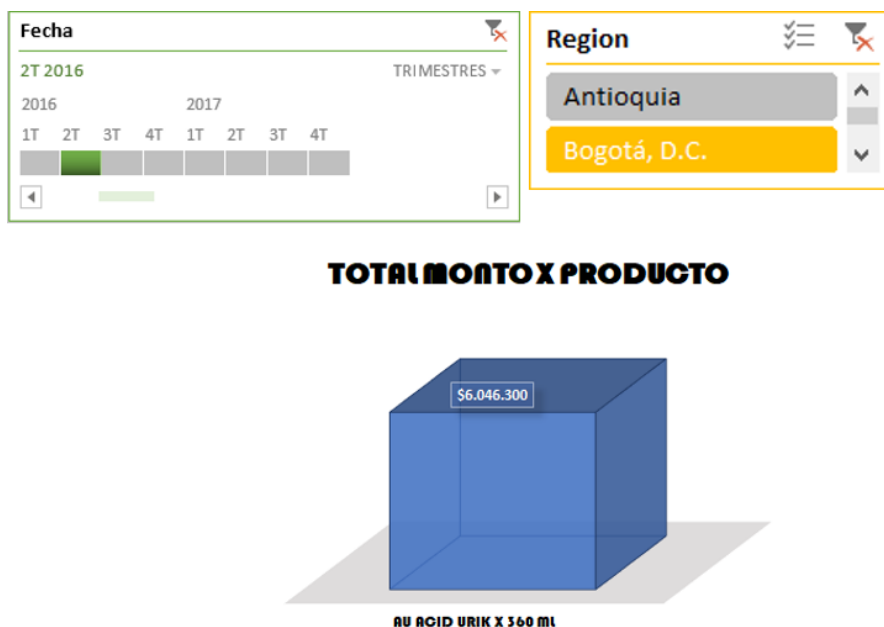 Fecha
2T 2016 TRIMESTRES
2016 2017
1T 2T 3T 4T 1T 2T 3T 4T
Region
Antioquia
Bogotá, D.C.
TOTAL MONTO X PRODUCTO
$6.046.300
AU ACID URIK X 360 ML